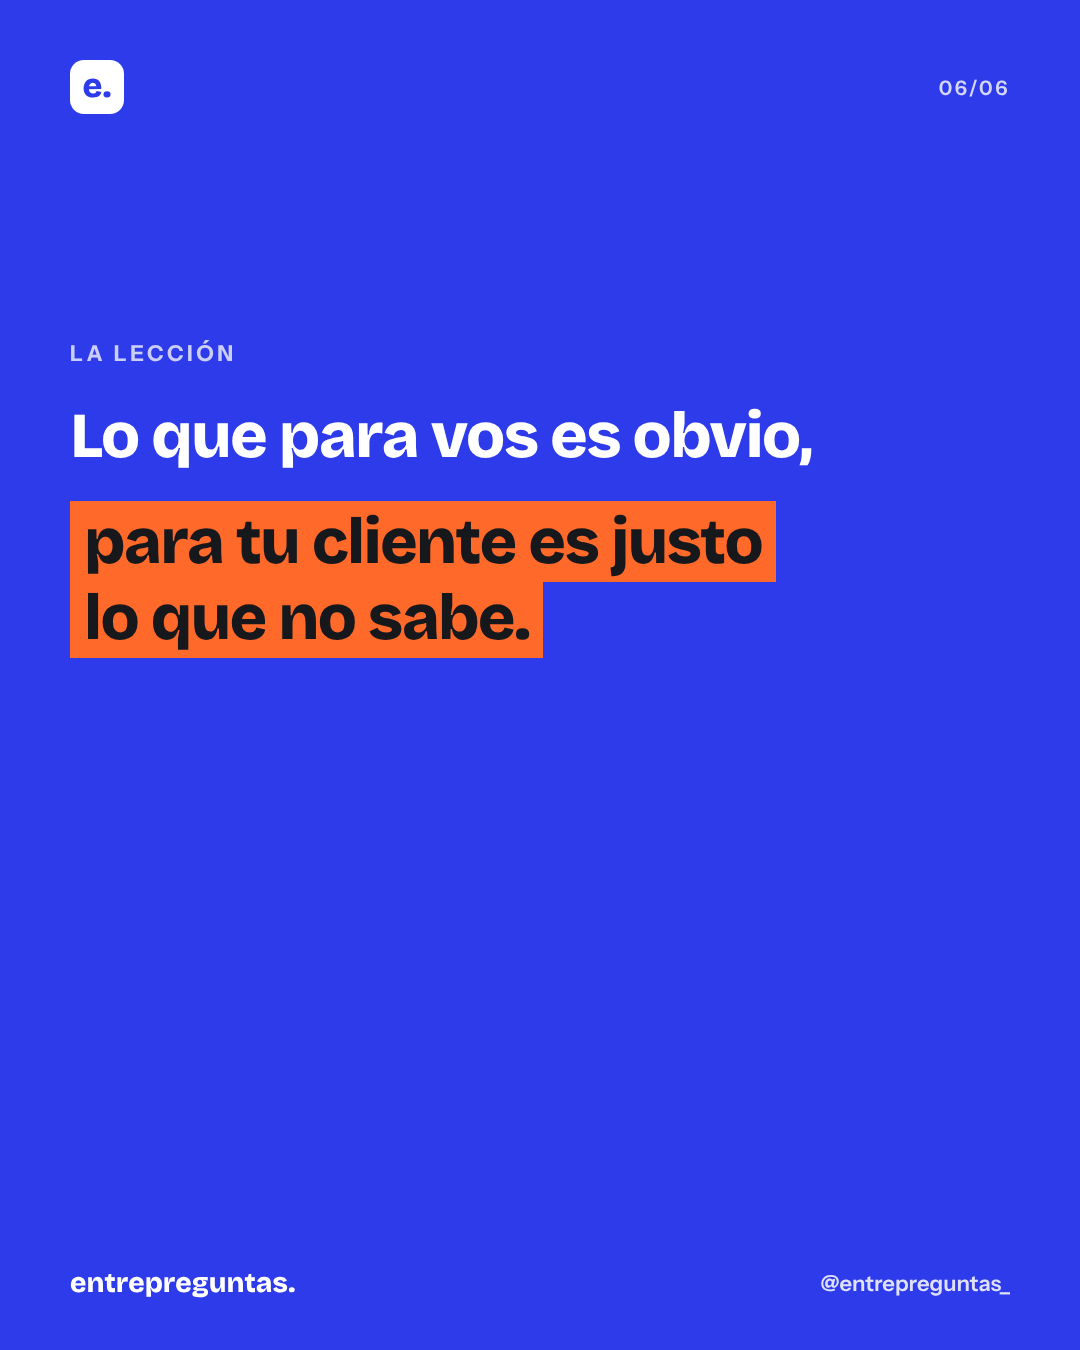 e.
06/06
LA LECCIÓN
Lo que para vos es obvio,
para tu cliente es justo
lo que no sabe.
entrepreguntas.
@entrepreguntas_